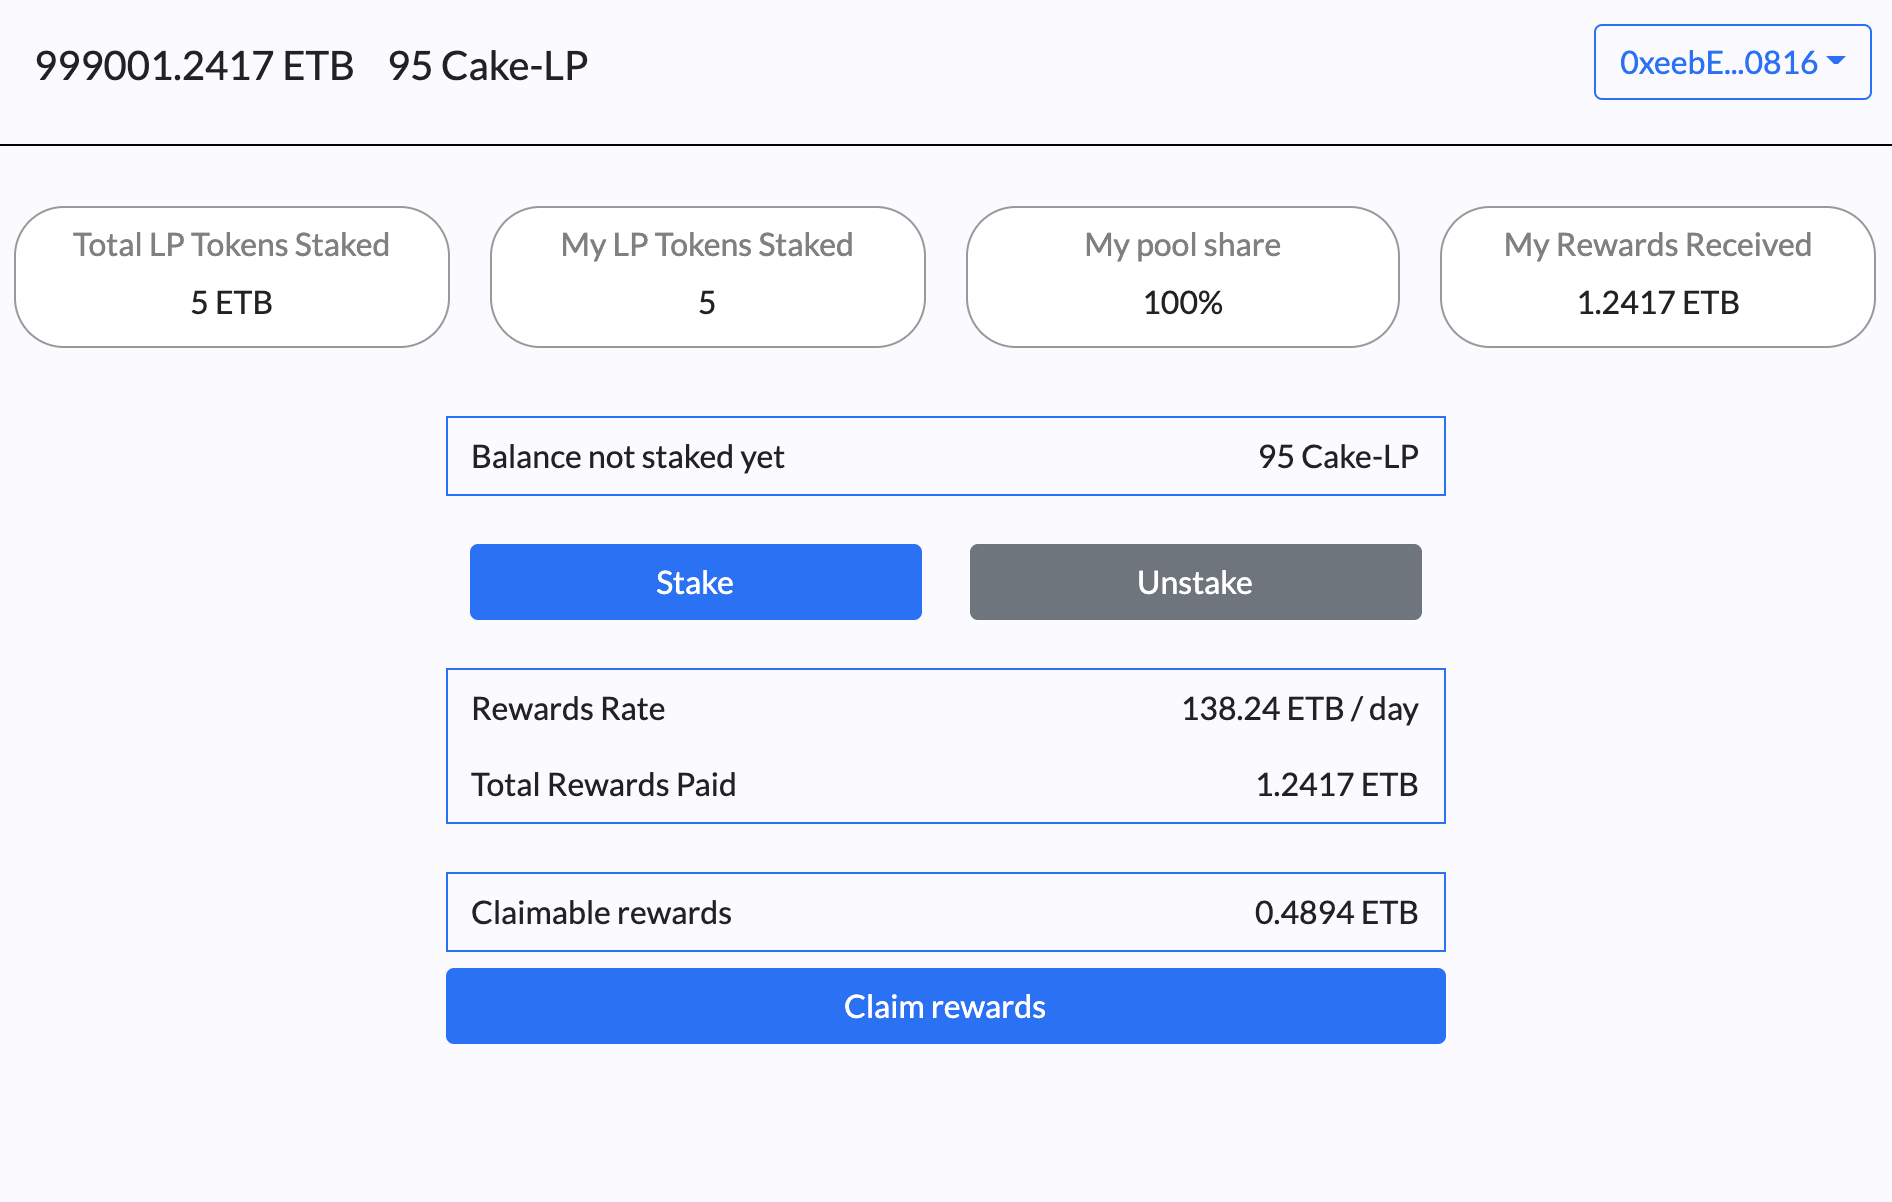 999001.2417 ETB 95 Cake-LP
0xeebE...0816
Total LP Tokens Staked
5 ETB
My LP Tokens Staked
5
My pool share
100%
My Rewards Received
1.2417 ETB
Balance not staked yet 95 Cake-LP
Stake
Unstake
Rewards Rate 138.24 ETB / day
Total Rewards Paid 1.2417 ETB
Claimable rewards 0.4894 ETB
Claim rewards